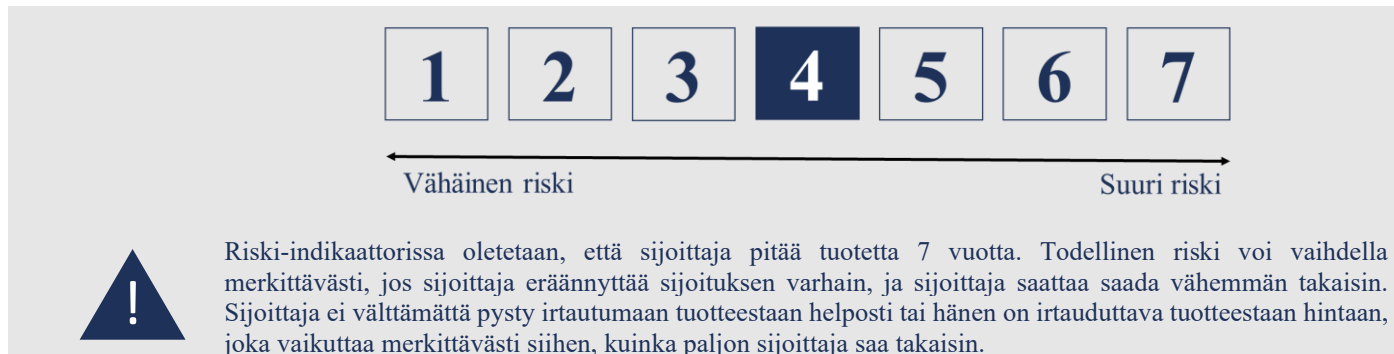 1 2 3 4 5 6 7
Vähäinen riski Suuri riski
!
Riski-indikaattorissa oletetaan, että sijoittaja pitää tuotetta 7 vuotta. Todellinen riski voi vaihdella
merkittävästi, jos sijoittaja eräännyttää sijoituksen varhain, ja sijoittaja saattaa saada vähemmän takaisin.
Sijoittaja ei välttämättä pysty irtautumaan tuotteestaan helposti tai hänen on irtauduttava tuotteestaan hintaan,
joka vaikuttaa merkittävästi siihen, kuinka paljon sijoittaja saa takaisin.